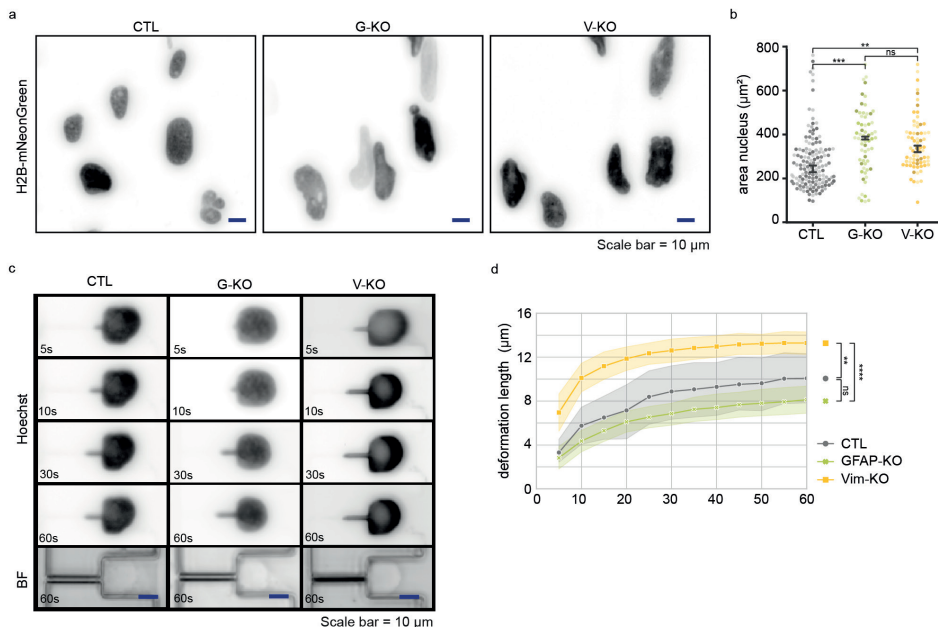 a
CTL
G-KO
V-KO
H2B-mNeonGreen
Scale bar = 10 µm
b
area nucleus (µm²)
800
600
400
200
0
**
***
ns
CTL
G-KO
V-KO
c
CTL
G-KO
V-KO
Hoechst
5s
5s
5s
10s
10s
10s
30s
30s
30s
60s
60s
60s
BF
60s
60s
60s
Scale bar = 10 µm
d
deformation length (µm)
16
12
8
4
0
0
10
20
30
40
50
60
**
ns
****
CTL
GFAP-KO
Vim-KO